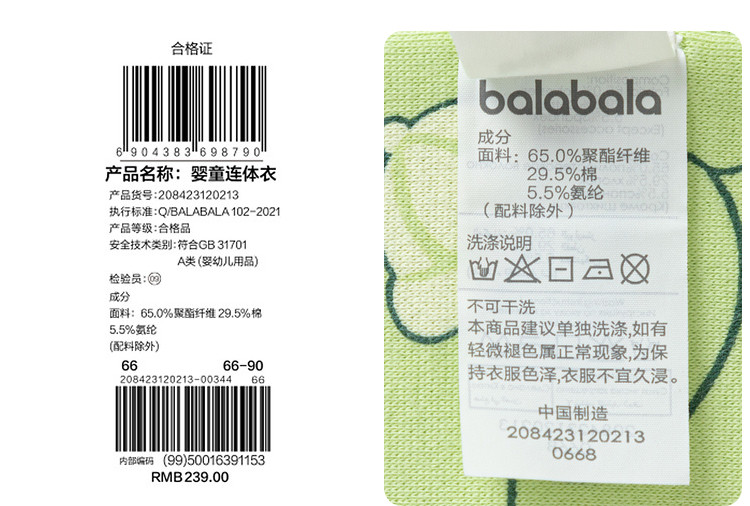 合格证
6 904383 698790
产品名称：婴童连体衣
产品货号:208423120213
执行标准:Q/BALABALA 102-2021
产品等级:合格品
安全技术类别:符合GB 31701
A类(婴幼儿用品)
检验员:09
成分
面料: 65.0%聚酯纤维 29.5%棉
5.5%氨纶
(配料除外)
66 66-90
208423120213-00344 66
内部编码 (99)50016391153
RMB239.00
balabala
成分
面料: 65.0%聚酯纤维
29.5%棉
5.5%氨纶
(配料除外)
洗涤说明
不可干洗
本商品建议单独洗涤,如有
轻微褪色属正常现象,为保
持衣服色泽,衣服不宜久浸。
中国制造
208423120213
0668